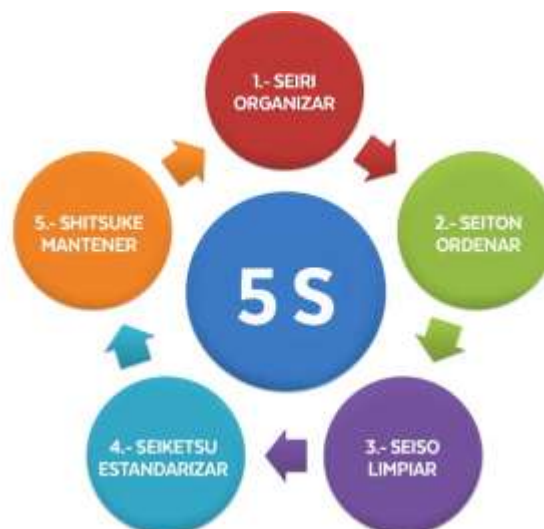 1.- SEIRI
ORGANIZAR
2.- SEITON
ORDENAR
3.- SEISO
LIMPIAR
4.- SEIKETSU
ESTANDARIZAR
5.- SHITSUKE
MANTENER
5 S